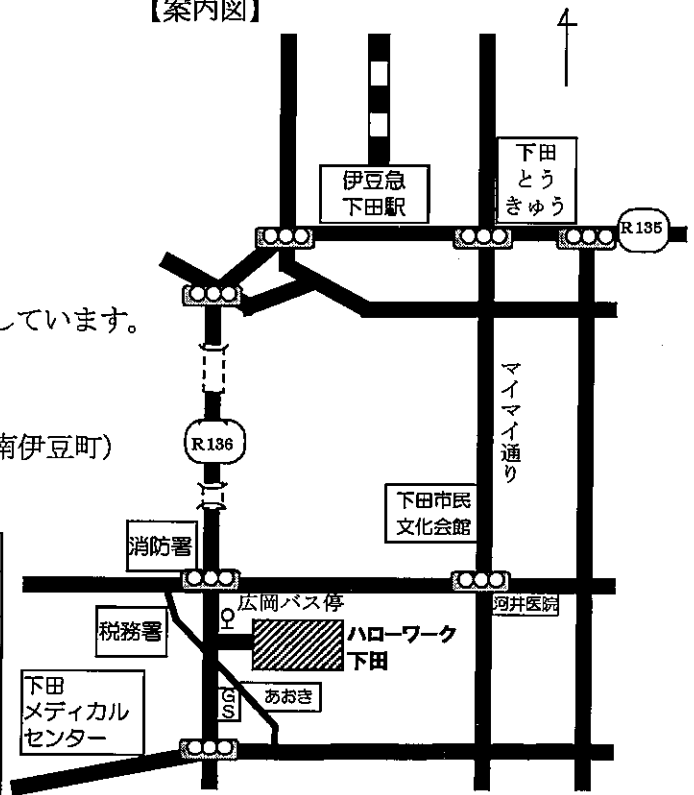 【案内図】
伊豆急
下田駅
下田
とう
きゅう
R135
しています。
マイマイ通り
南伊豆町）
R136
下田市民
文化会館
消防署
広岡バス停
河井医院
税務署
ハローワーク
下田
下田
メディカル
センター
GS
あおき